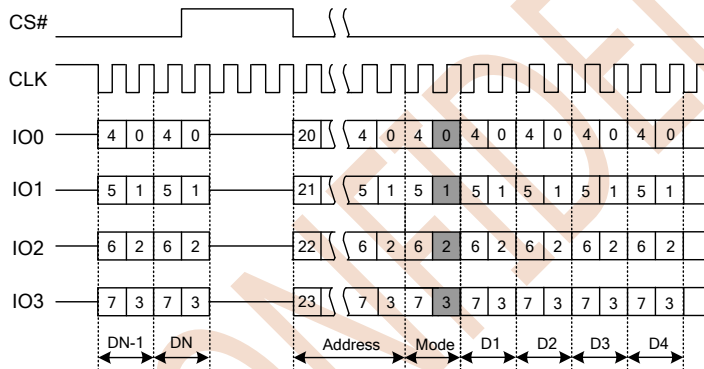 CS#
CLK
IO0 4 0 4 0 20 4 0 4 0 4 0 4 0 4 0 4 0
IO1 5 1 5 1 21 5 1 5 1 5 1 5 1 5 1 5 1
IO2 6 2 6 2 22 6 2 6 2 6 2 6 2 6 2 6 2
IO3 7 3 7 3 23 7 3 7 3 7 3 7 3 7 3 7 3
DN-1 DN Address Mode D1 D2 D3 D4